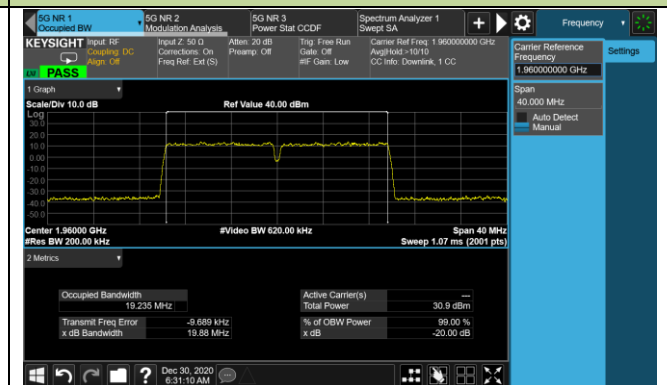 5G NR 1
Occupied BW
5G NR 2
Modulation Analysis
5G NR 3
Power Stat CCDF
Spectrum Analyzer 1
Swept SA
+
Frequency
KEYSIGHT
Input: RF
Coupling: DC
Align: Off
Input Z: 50 Ω
Corrections: On
Freq Ref: Ext (S)
Atten: 20 dB
Preamp: Off
Trig: Free Run
Gate: Off
#IF Gain: Low
Carrier Ref Freq: 1.960000000 GHz
Avg|Hold:>10/10
CC Info: Downlink, 1 CC
LXI
PASS
Carrier Reference Frequency
1.960000000 GHz
Settings
Span
40.000 MHz
Auto Detect
Manual
1 Graph
Scale/Div 10.0 dB
Ref Value 40.00 dBm
Log
30.0
20.0
10.0
0.00
-10.0
-20.0
-30.0
-40.0
-50.0
Center 1.96000 GHz
#Video BW 620.00 kHz
Span 40 MHz
#Res BW 200.00 kHz
Sweep 1.07 ms (2001 pts)
2 Metrics
Occupied Bandwidth
19.235 MHz
Active Carrier(s)
---
Total Power
30.9 dBm
Transmit Freq Error
-9.689 kHz
% of OBW Power
99.00 %
x dB Bandwidth
19.88 MHz
x dB
-20.00 dB
?
Dec 30, 2020
6:31:10 AM